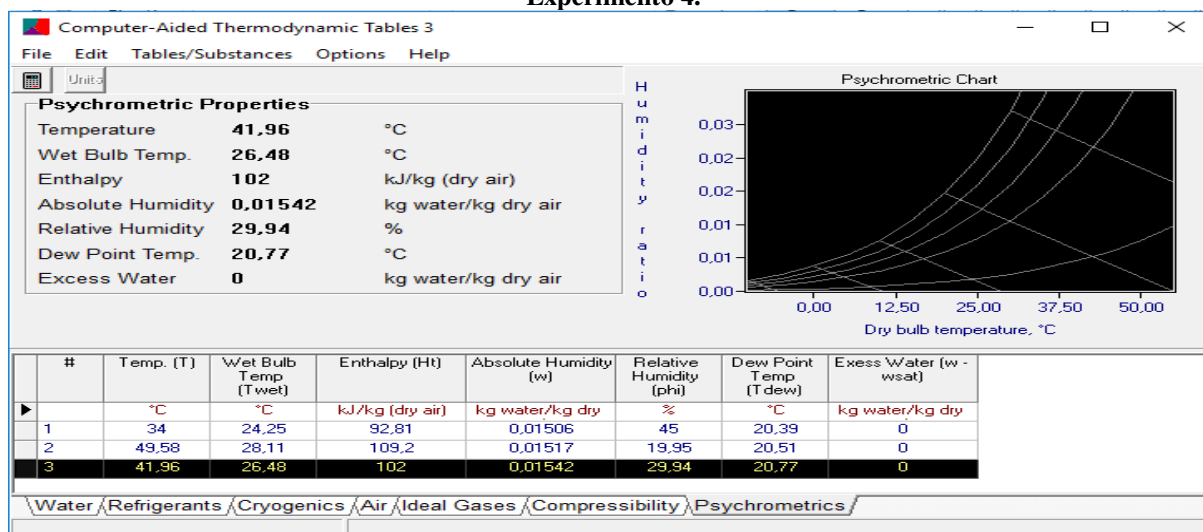 Experimento 4.
Computer-Aided Thermodynamic Tables 3
File Edit Tables/Substances Options Help
Units
Psychrometric Properties
Temperature 41,96 °C
Wet Bulb Temp. 26,48 °C
Enthalpy 102 kJ/kg (dry air)
Absolute Humidity 0,01542 kg water/kg dry air
Relative Humidity 29,94 %
Dew Point Temp. 20,77 °C
Excess Water 0 kg water/kg dry air
Psychrometric Chart
Humidity ratio
0,03
0,02
0,02
0,01
0,01
0,00
0,00 12,50 25,00 37,50 50,00
Dry bulb temperature, °C
# Temp. (T) Wet Bulb Temp (Twet) Enthalpy (Ht) Absolute Humidity (w) Relative Humidity (phi) Dew Point Temp (Tdew) Exess Water (w - wsat)
°C °C kJ/kg (dry air) kg water/kg dry % °C kg water/kg dry
1 34 24,25 92,81 0,01506 45 20,39 0
2 49,58 28,11 109,2 0,01517 19,95 20,51 0
3 41,96 26,48 102 0,01542 29,94 20,77 0
Water Refrigerants Cryogenics Air Ideal Gases Compressibility Psychrometrics